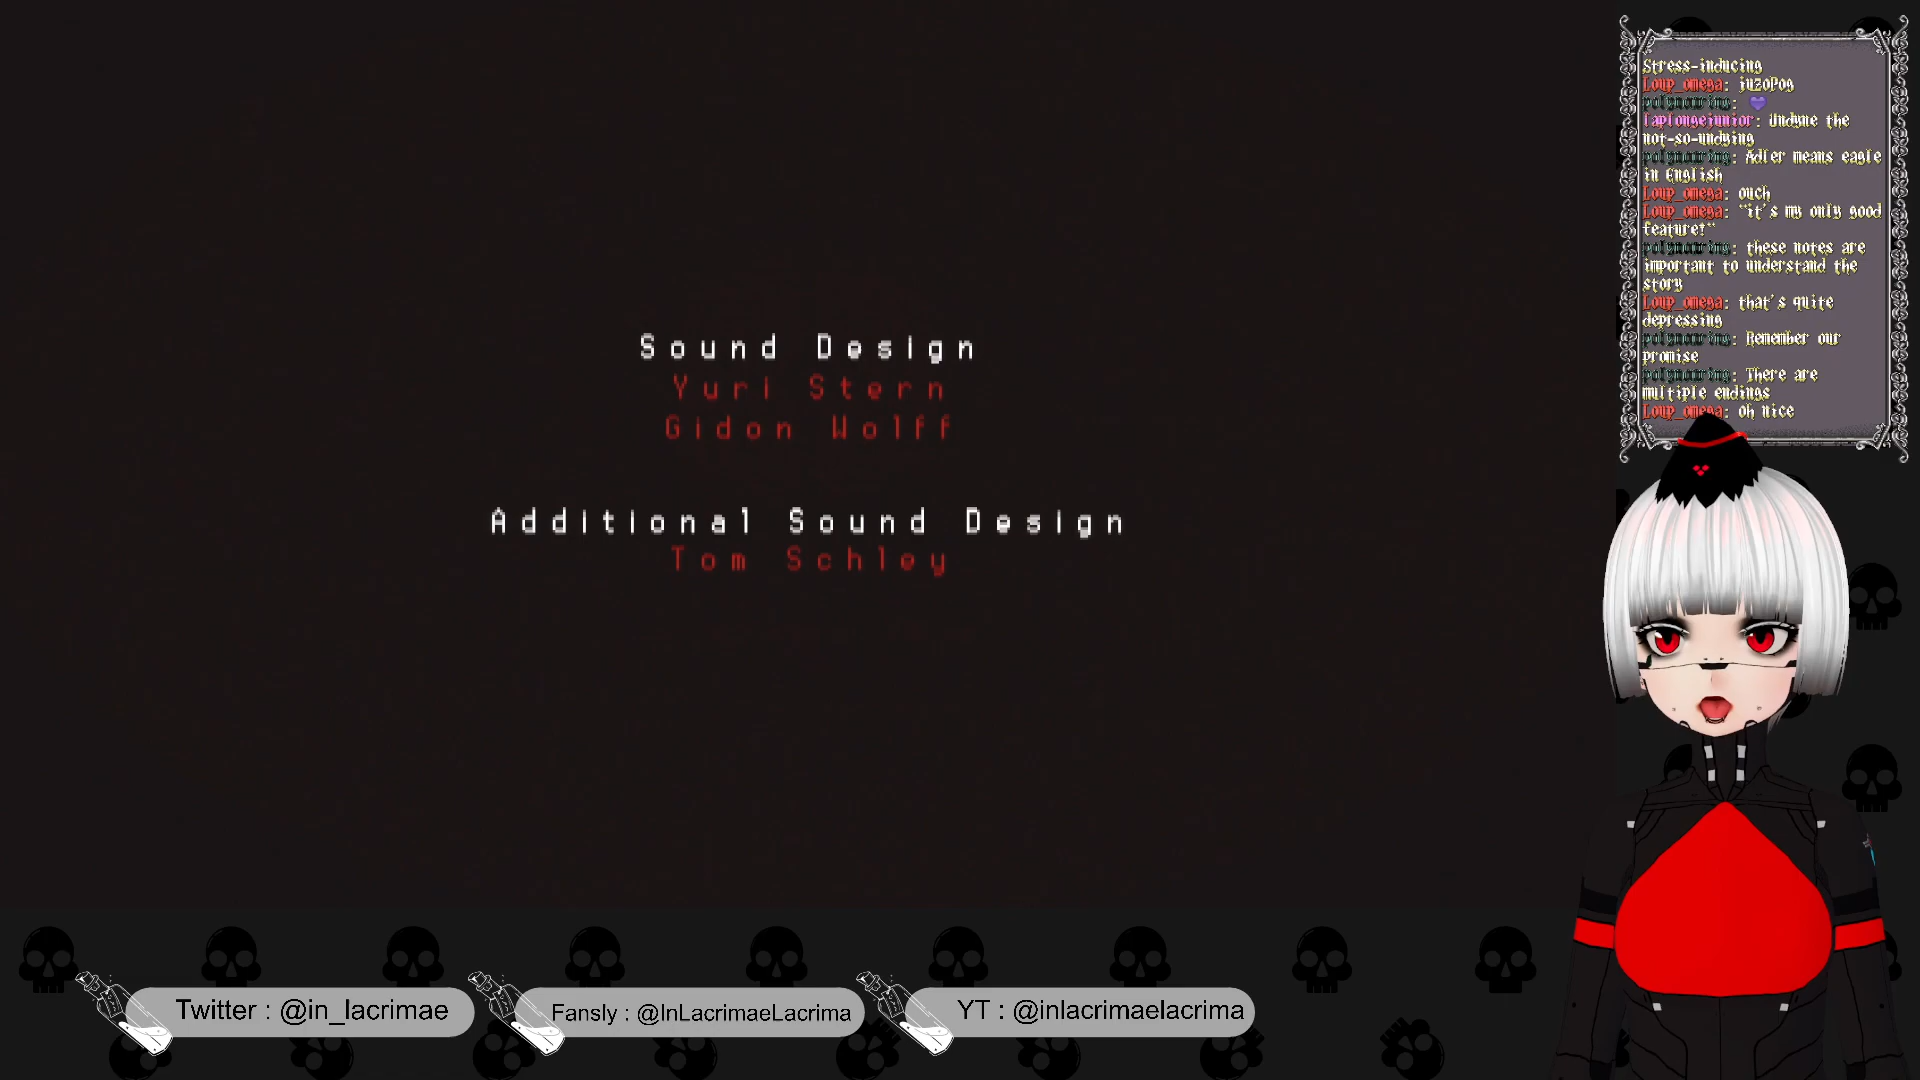 Sound Design
Yuri Stern
Gidon Wolff
Additional Sound Design
Tom Schley
Stress-inducing
Loup_omega: juzoPog
: 💜
laplongejunior: Undyne the
not-so-undying
: Adler means eagle
in English
Loup_omega: ouch
Loup_omega: "it's my only good
feature!"
: these notes are
important to understand the
story
Loup_omega: that's quite
depressing
: Remember our
promise
: There are
multiple endings
Loup_omega: oh nice
Twitter : @in_lacrimae
Fansly : @InLacrimaeLacrima
YT : @inlacrimaelacrima